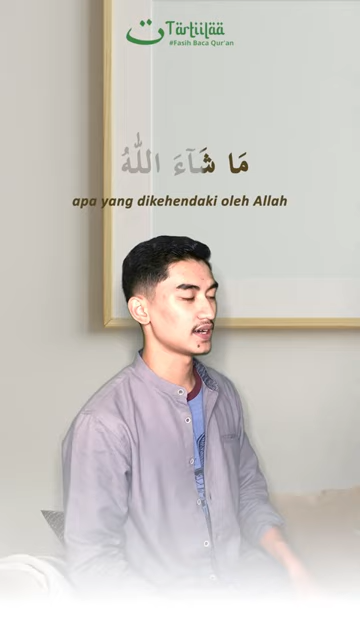 ت Tartiilaa
#Fasih Baca Qur'an
مَا شَآءَ اللّٰهُ
apa yang dikehendaki oleh Allah